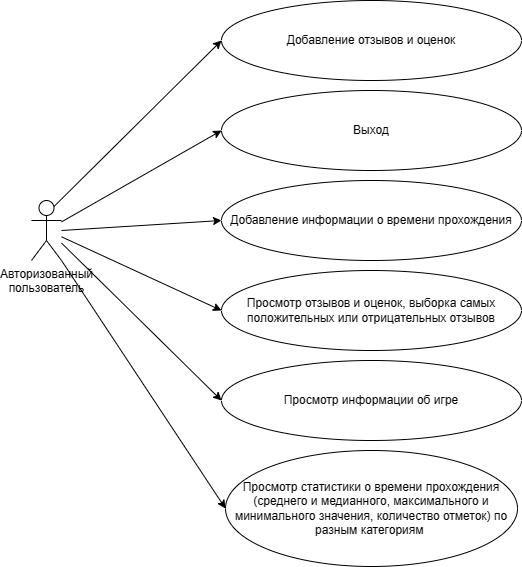 Добавление отзывов и оценок
Выход
Добавление информации о времени прохождения
Авторизованный
пользователь
Просмотр отзывов и оценок, выборка самых
положительных или отрицательных отзывов
Просмотр информации об игре
Просмотр статистики о времени прохождения
(среднего и медианного, максимального и
минимального значения, количество отметок) по
разным категориям